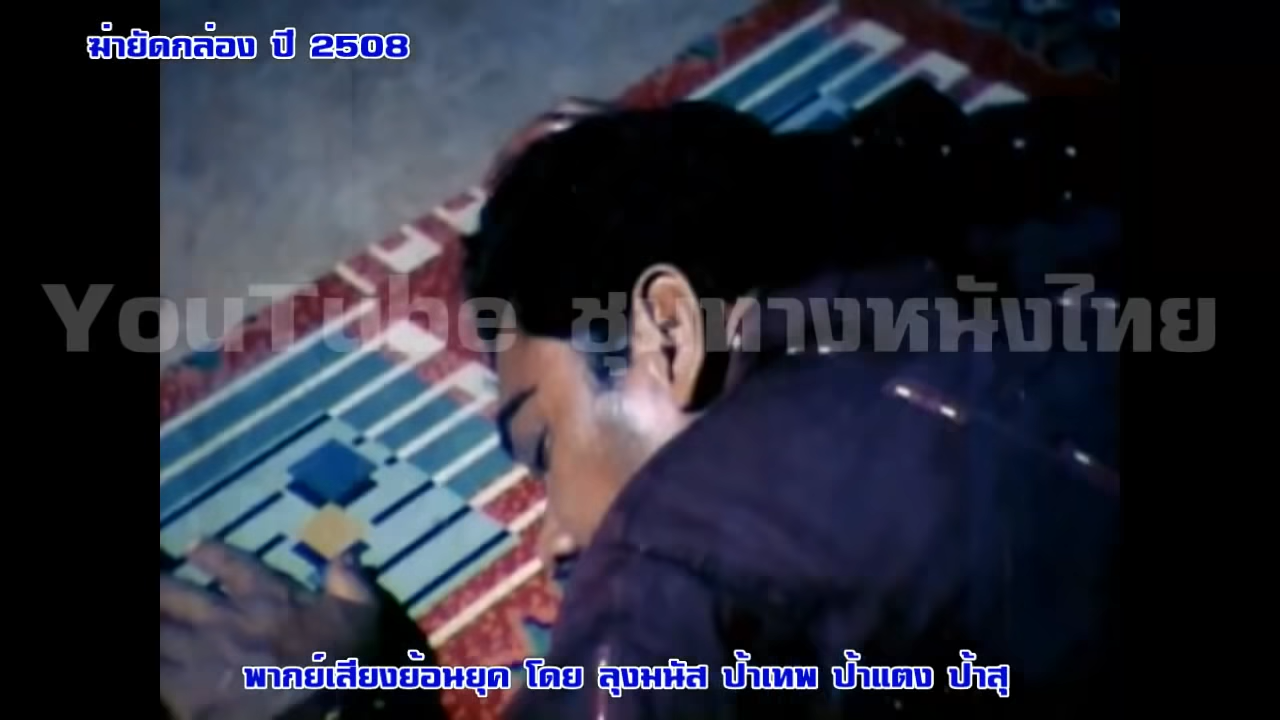 ฆ่ายัดกล่อง ปี 2508
YouTube ชุมทางหนังไทย
พากย์เสียงย้อนยุค โดย ลุงมนัส ป้าเทพ ป้าแตง ป้าสุ